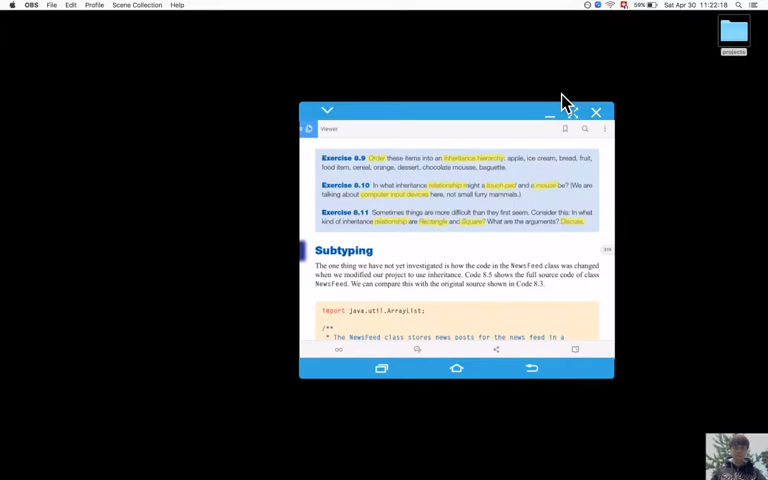 OBS File Edit Profile Scene Collection Help 59% Sat Apr 30 11:22:18
projects
Viewer
Exercise 8.9 Order these items into an inheritance hierarchy: apple, ice cream, bread, fruit,
food item, cereal, orange, dessert, chocolate mousse, baguette.
Exercise 8.10 In what inheritance relationship might a touch pad and a mouse be? (We are
talking about computer input devices here, not small furry mammals.)
Exercise 8.11 Sometimes things are more difficult than they first seem. Consider this: In what
kind of inheritance relationship are Rectangle and Square? What are the arguments? Discuss.
Subtyping
319
The one thing we have not yet investigated is how the code in the NewsFeed class was changed
when we modified our project to use inheritance. Code 8.5 shows the full source code of class
NewsFeed. We can compare this with the original source shown in Code 8.3.
import java.util.ArrayList;
/**
* The NewsFeed class stores news posts for the news feed in a